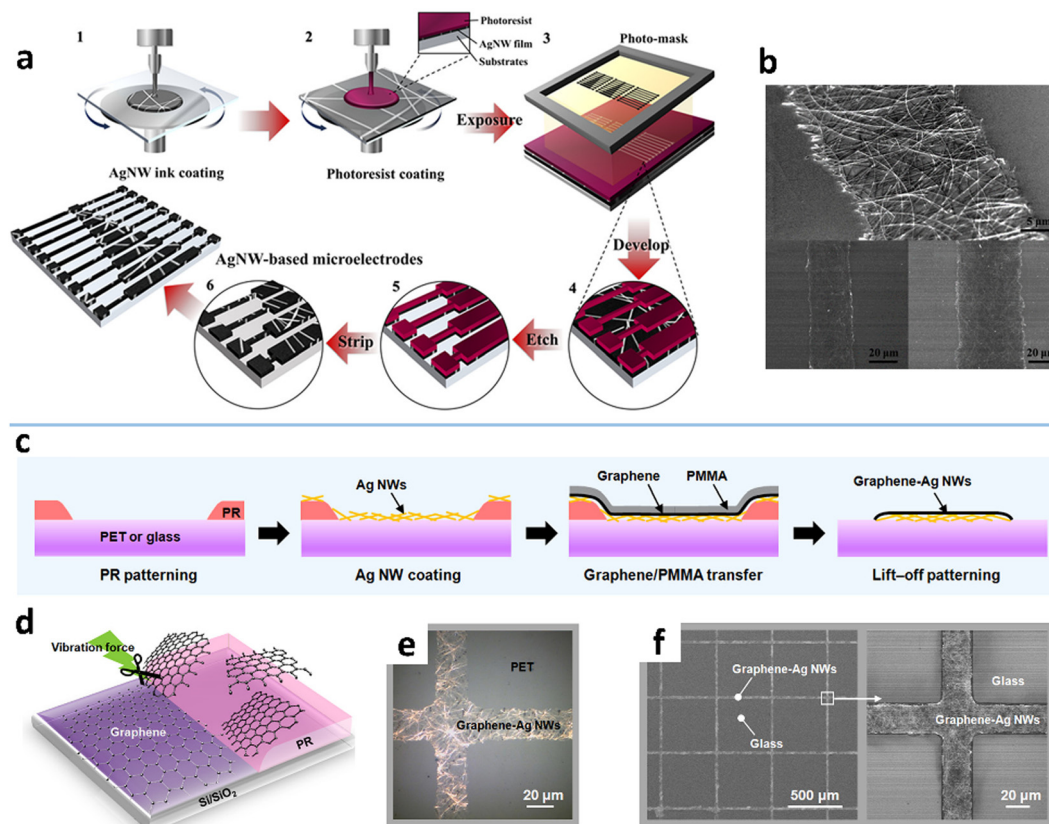 a
1
2
Photoresist
AgNW film
Substrates
3
Photo-mask
Exposure
AgNW ink coating
Photoresist coating
Develop
AgNW-based microelectrodes
6
5
4
Strip
Etch
b
5 μm
20 μm
20 μm
c
PR
PET or glass
PR patterning
Ag NWs
Ag NW coating
Graphene
PMMA
Graphene/PMMA transfer
Graphene-Ag NWs
Lift–off patterning
d
Vibration force
Graphene
PR
Si/SiO2
e
PET
Graphene-Ag NWs
20 μm
f
Graphene-Ag NWs
Glass
500 μm
Glass
Graphene-Ag NWs
20 μm